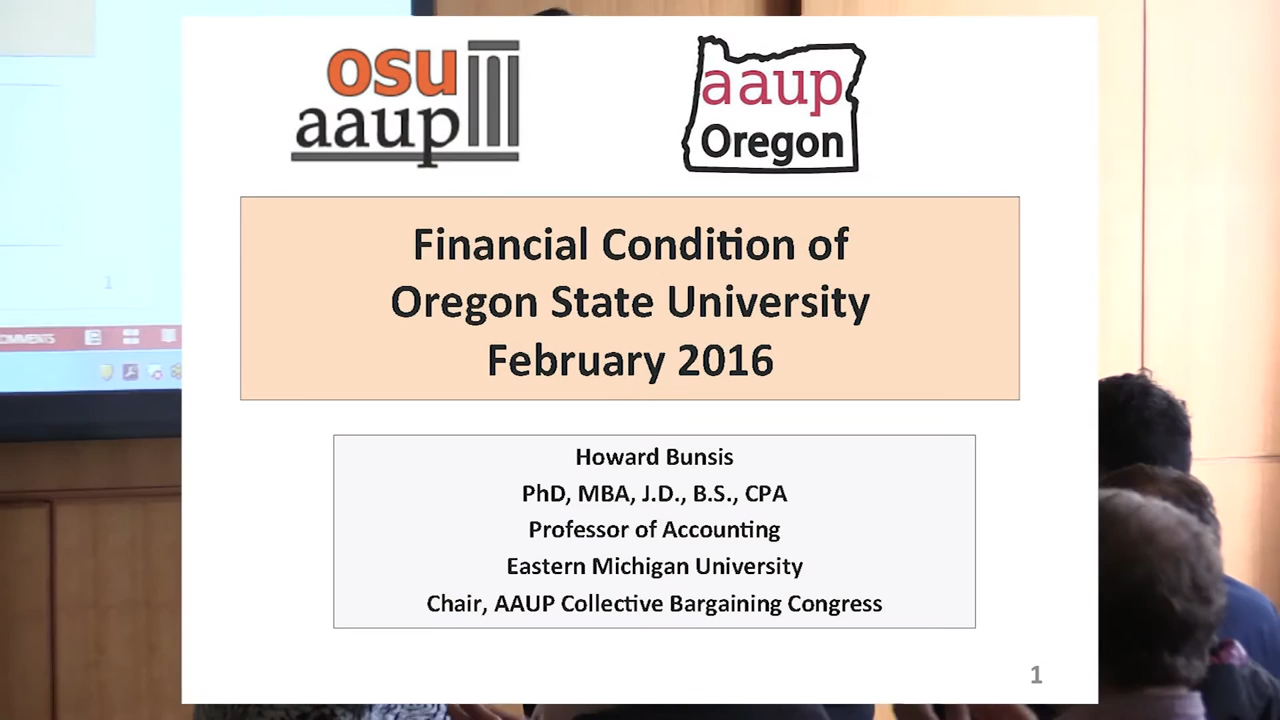 osu
aaup
aaup
Oregon
Financial Condition of
Oregon State University
February 2016
Howard Bunsis
PhD, MBA, J.D., B.S., CPA
Professor of Accounting
Eastern Michigan University
Chair, AAUP Collective Bargaining Congress
1
1
COMMENTS